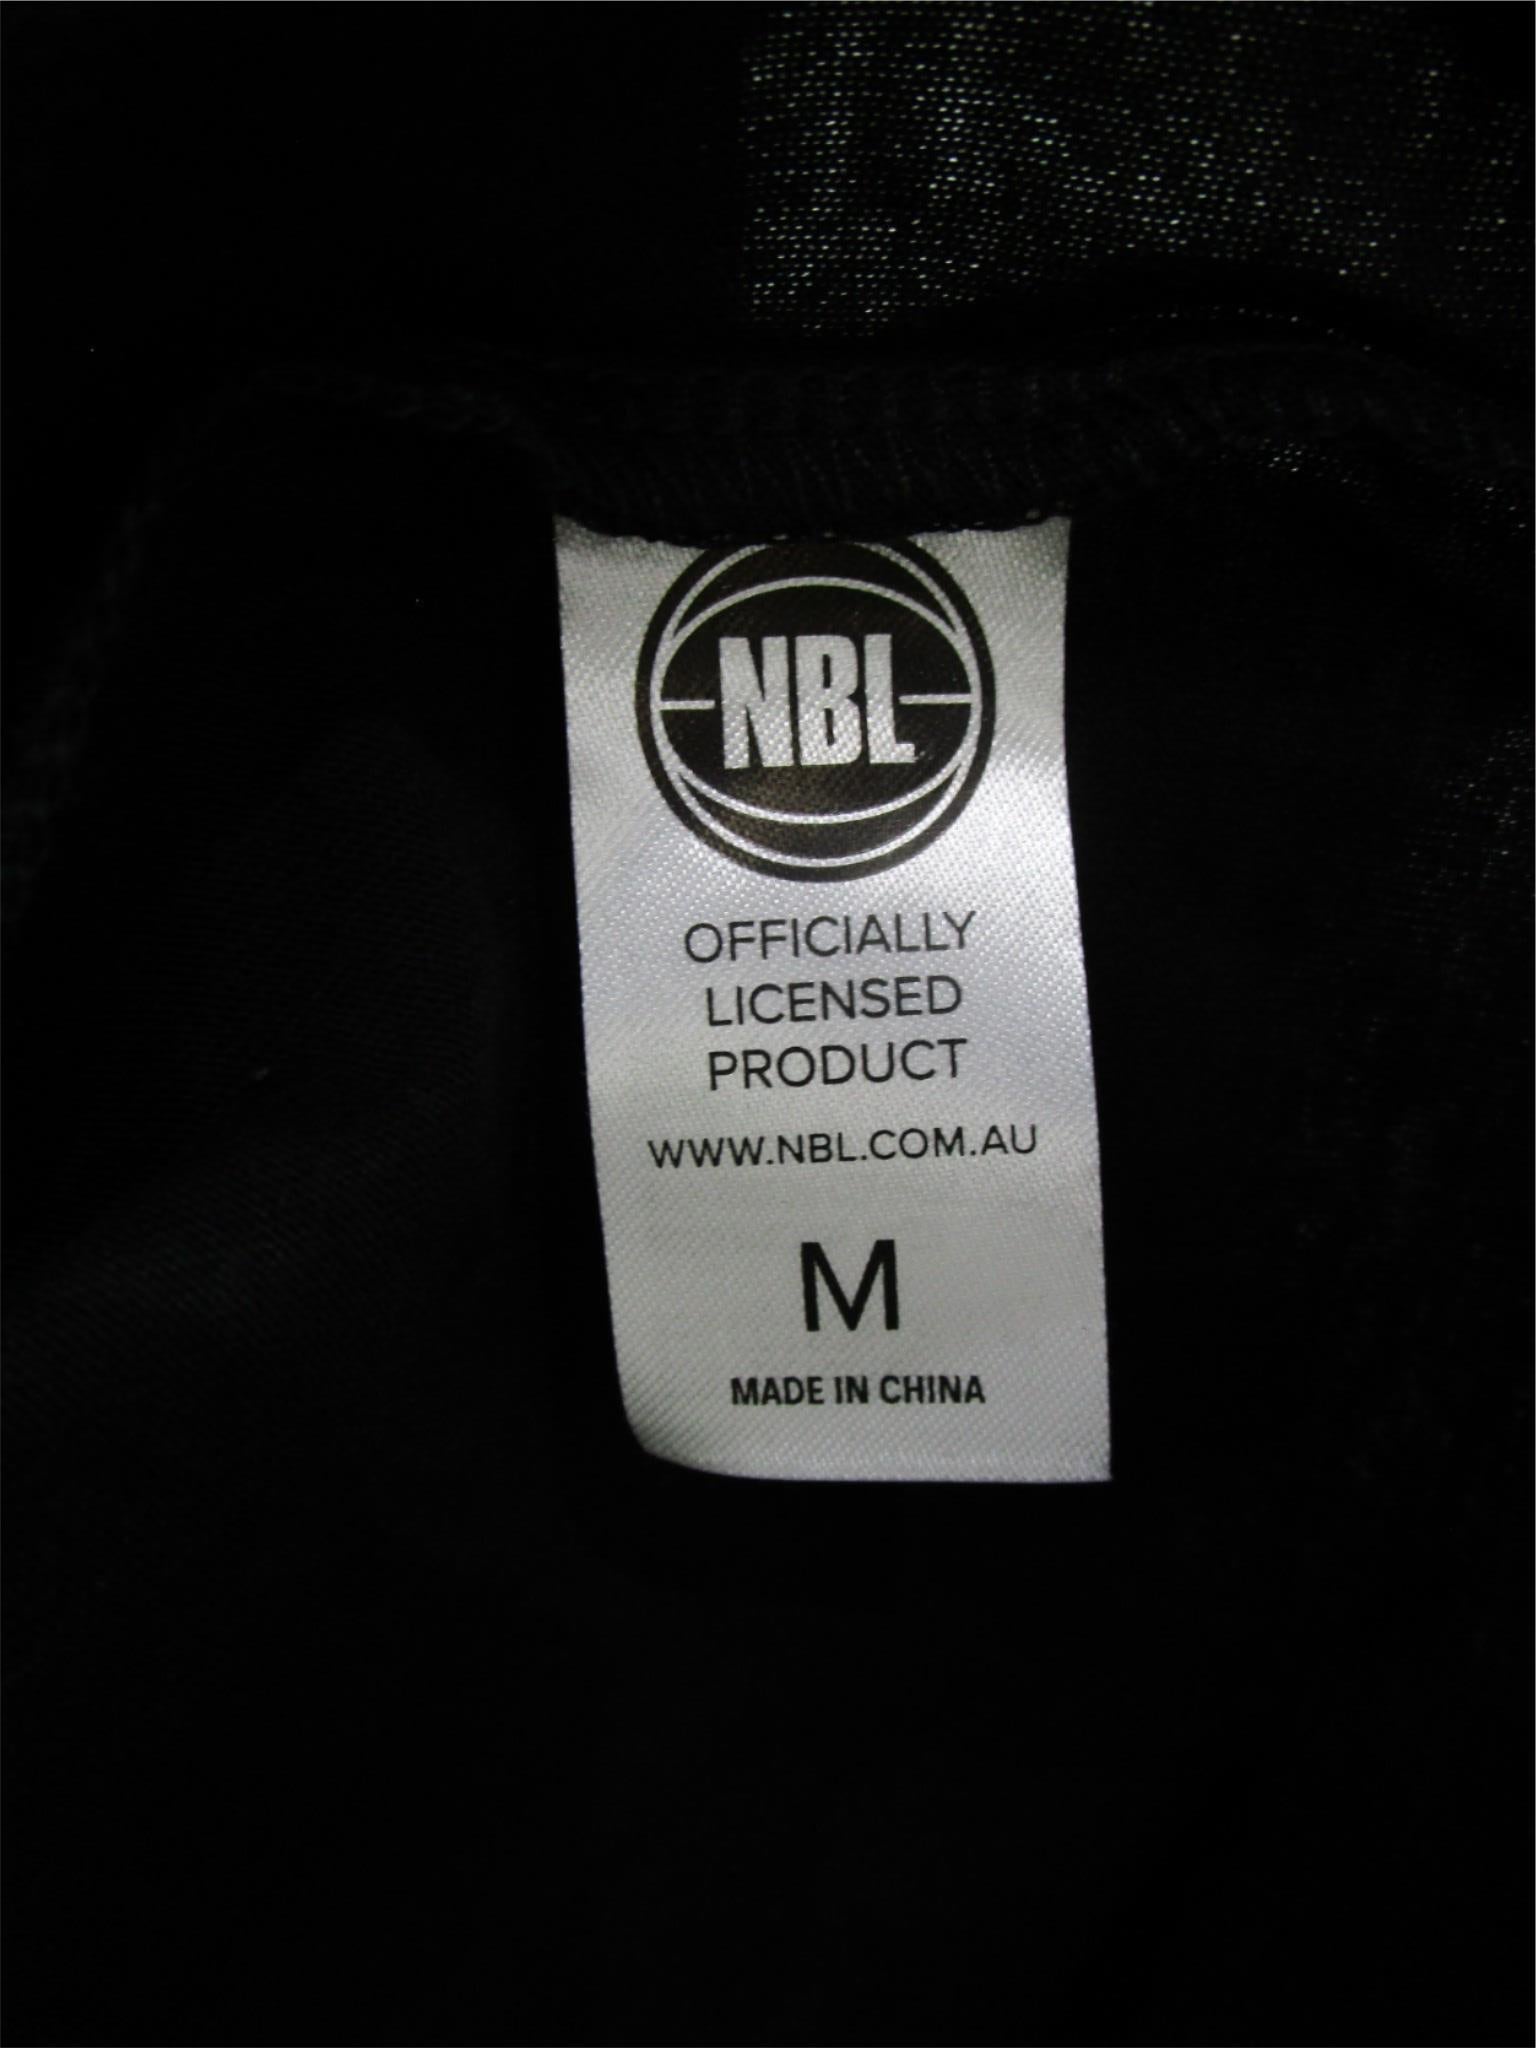 NBL
OFFICIALLY
LICENSED
PRODUCT
WWW.NBL.COM.AU
M
MADE IN CHINA